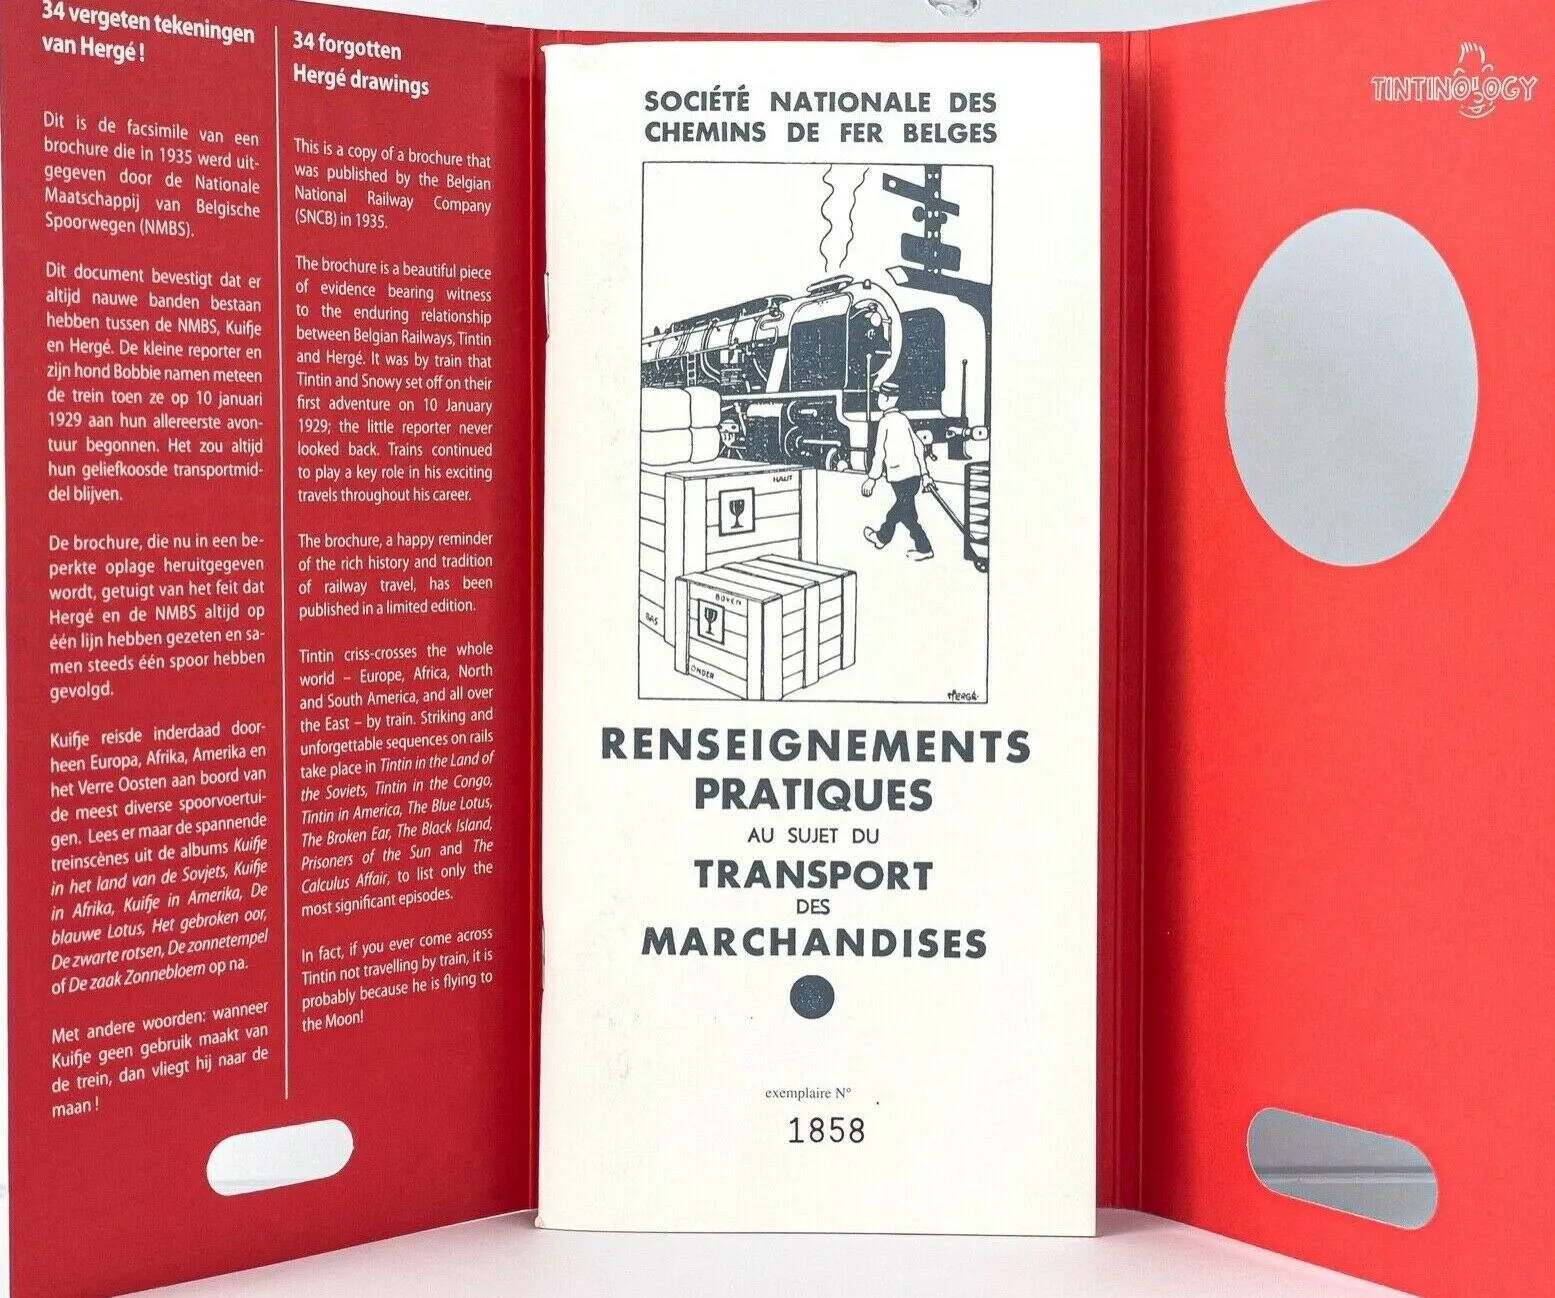 34 vergeten tekeningen
van Hergé !
Dit is de facsimile van een
brochure die in 1935 werd uit-
gegeven door de Nationale
Maatschappij van Belgische
Spoorwegen (NMBS).
Dit document bevestigt dat er
altijd nauwe banden bestaan
hebben tussen de NMBS, Kuifje
en Hergé. De kleine reporter en
zijn hond Bobbie namen meteen
de trein toen ze op 10 januari
1929 aan hun allereerste avon-
tuur begonnen. Het zou altijd
hun geliefkoosde transportmid-
del blijven.
De brochure, die nu in een be-
perkte oplage heruitgegeven
wordt, getuigt van het feit dat
Hergé en de NMBS altijd op
één lijn hebben gezeten en sa-
men steeds één spoor hebben
gevolgd.
Kuifje reisde inderdaad door-
heen Europa, Afrika, Amerika en
het Verre Oosten aan boord van
de meest diverse spoorvoertui-
gen. Lees er maar de spannende
treinscènes uit de albums Kuifje
in het land van de Sovjets, Kuifje
in Afrika, Kuifje in Amerika, De
blauwe Lotus, Het gebroken oor,
De zwarte rotsen, De zonnetempel
of De zaak Zonnebloem op na.
Met andere woorden: wanneer
Kuifje geen gebruik maakt van
de trein, dan vliegt hij naar de
maan !
34 forgotten
Hergé drawings
This is a copy of a brochure that
was published by the Belgian
National Railway Company
(SNCB) in 1935.
The brochure is a beautiful piece
of evidence bearing witness
to the enduring relationship
between Belgian Railways, Tintin
and Hergé. It was by train that
Tintin and Snowy set off on their
first adventure on 10 January
1929; the little reporter never
looked back. Trains continued
to play a key role in his exciting
travels throughout his career.
The brochure, a happy reminder
of the rich history and tradition
of railway travel, has been
published in a limited edition.
Tintin criss-crosses the whole
world – Europe, Africa, North
and South America, and all over
the East – by train. Striking and
unforgettable sequences on rails
take place in Tintin in the Land of
the Soviets, Tintin in the Congo,
Tintin in America, The Blue Lotus,
The Broken Ear, The Black Island,
Prisoners of the Sun and The
Calculus Affair, to list only the
most significant episodes.
In fact, if you ever come across
Tintin not travelling by train, it is
probably because he is flying to
the Moon!
SOCIÉTÉ NATIONALE DES
CHEMINS DE FER BELGES
HAUT
BAS
BOVEN
ONDER
HERGÉ.
RENSEIGNEMENTS
PRATIQUES
AU SUJET DU
TRANSPORT
DES
MARCHANDISES
exemplaire N°
1858
TINTINOLOGY